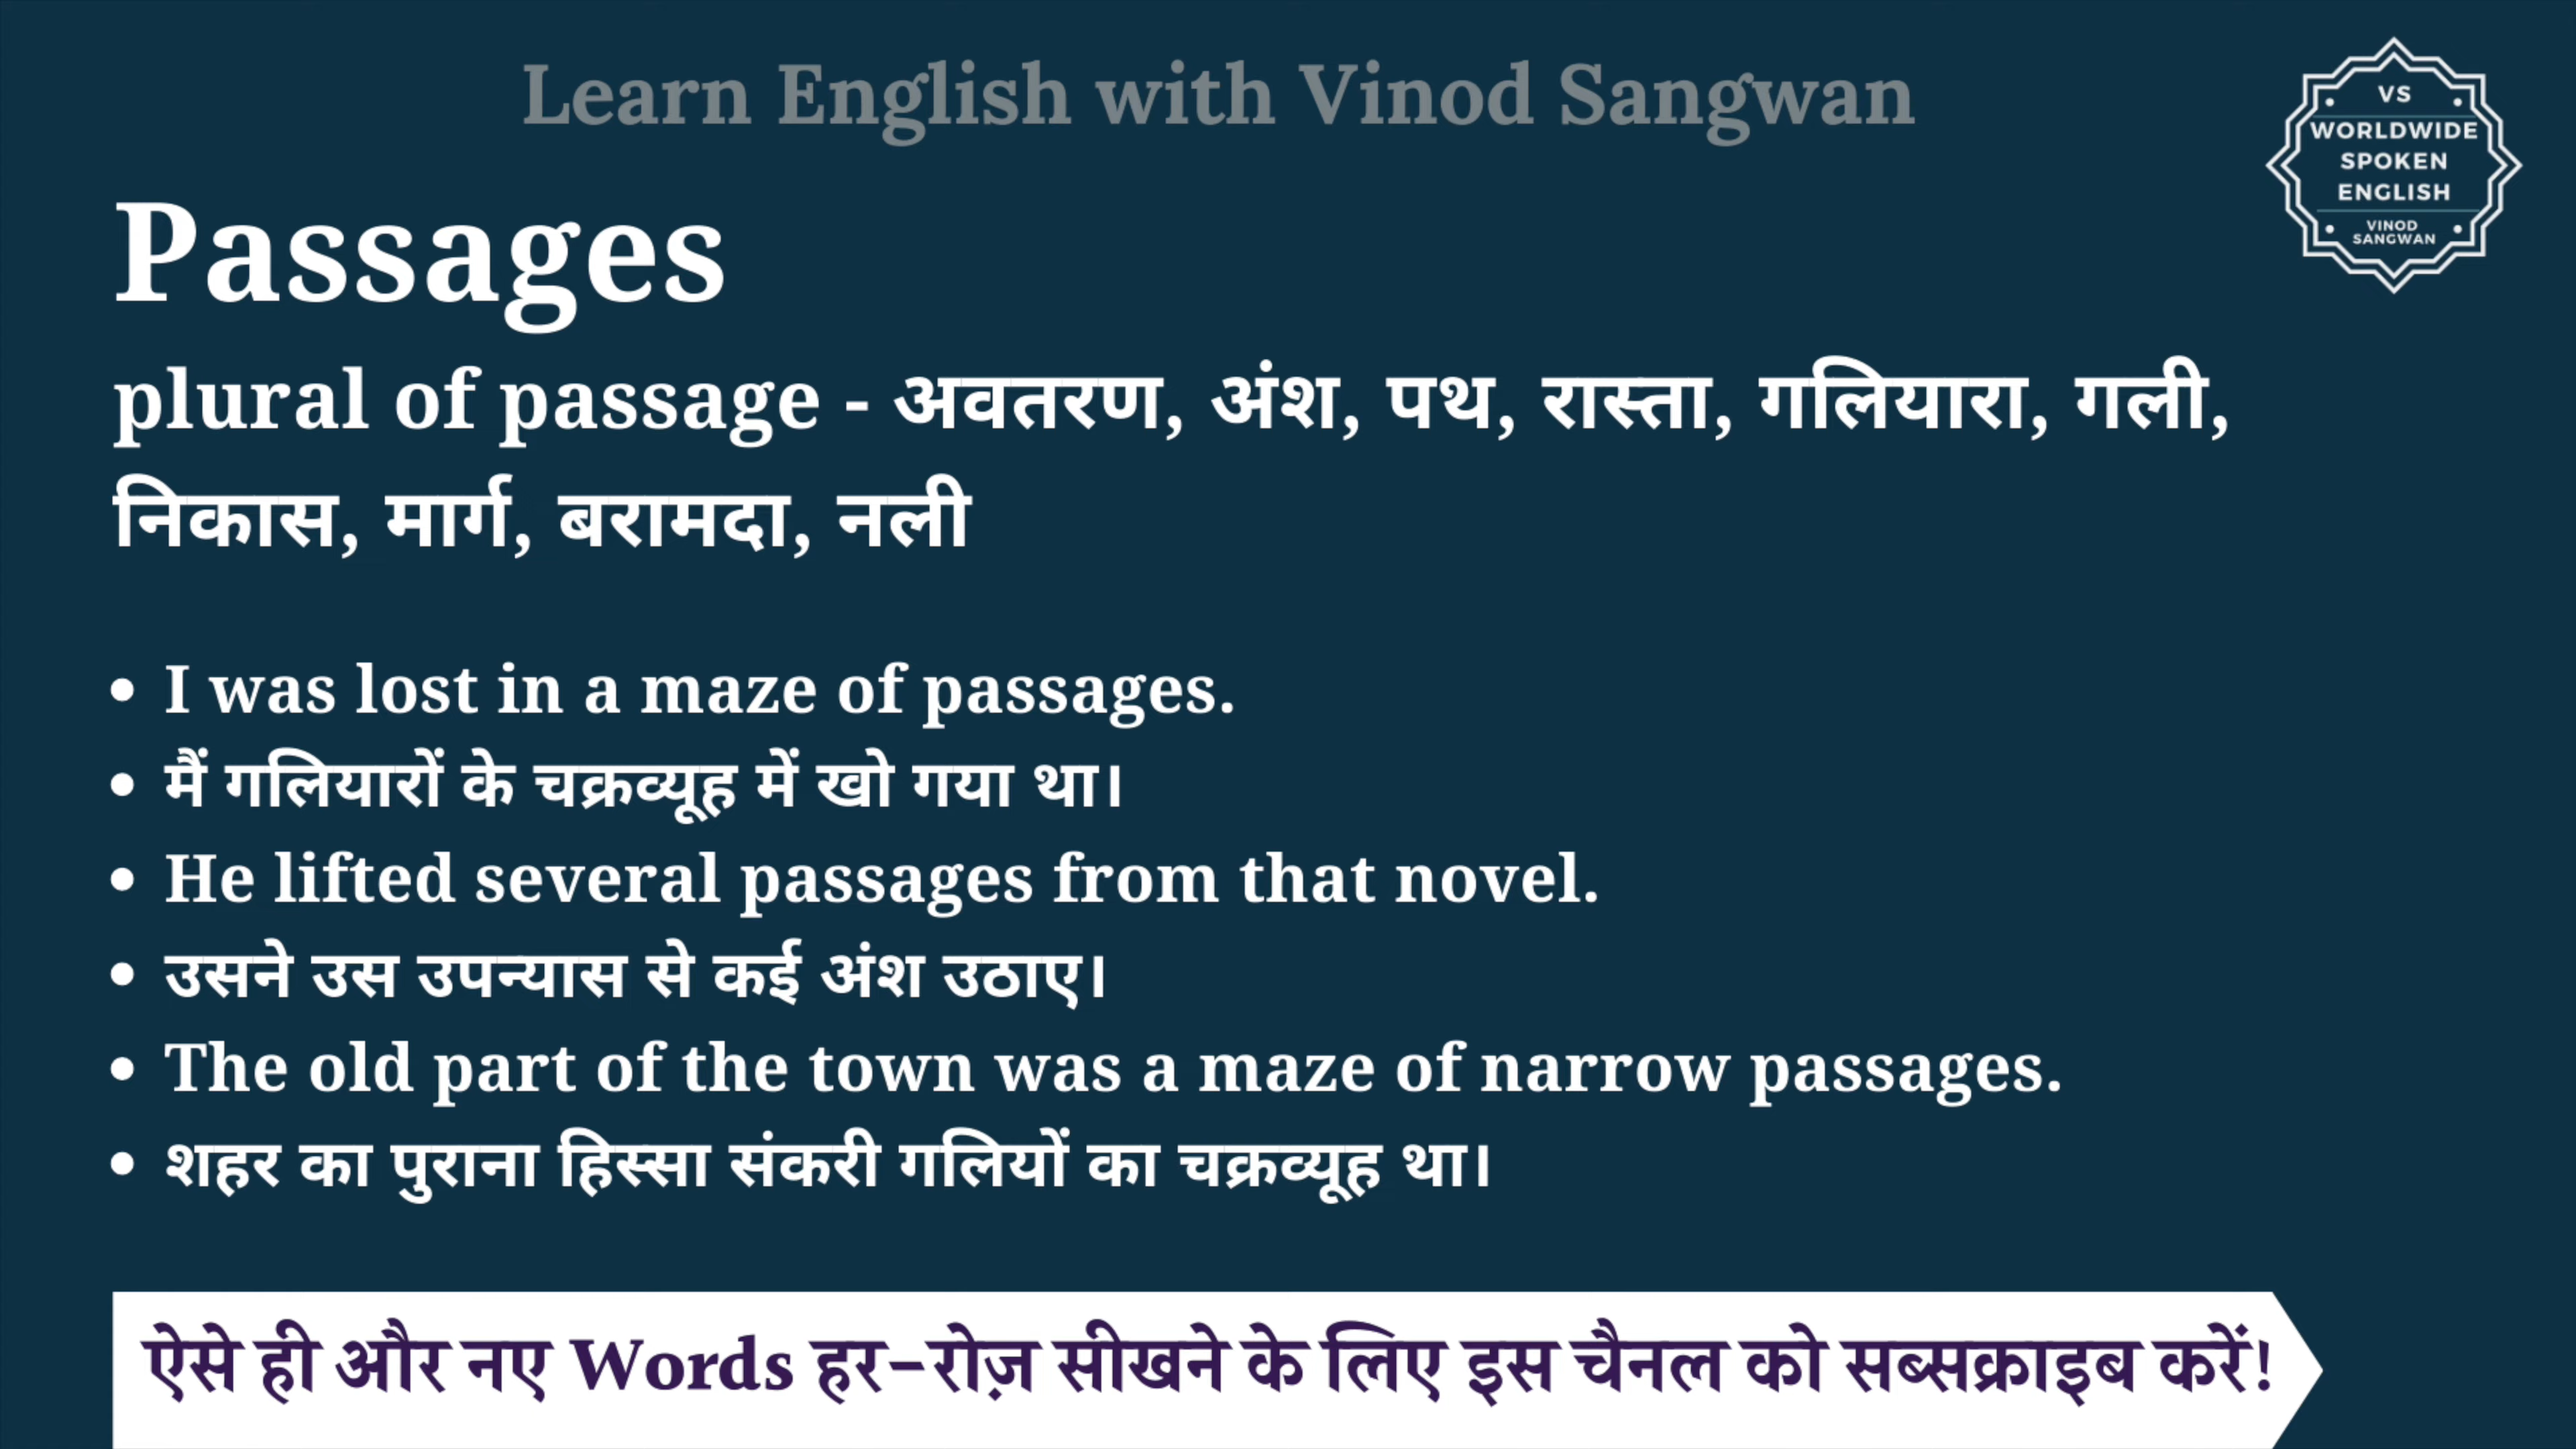 Learn English with Vinod Sangwan
VS
WORLDWIDE
SPOKEN
ENGLISH
VINOD
SANGWAN
Passages
plural of passage - अवतरण, अंश, पथ, रास्ता, गलियारा, गली,
निकास, मार्ग, बरामदा, नली
• I was lost in a maze of passages.
• मैं गलियारों के चक्रव्यूह में खो गया था।
• He lifted several passages from that novel.
• उसने उस उपन्यास से कई अंश उठाए।
• The old part of the town was a maze of narrow passages.
• शहर का पुराना हिस्सा संकरी गलियों का चक्रव्यूह था।
ऐसे ही और नए Words हर-रोज़ सीखने के लिए इस चैनल को सब्सक्राइब करें!